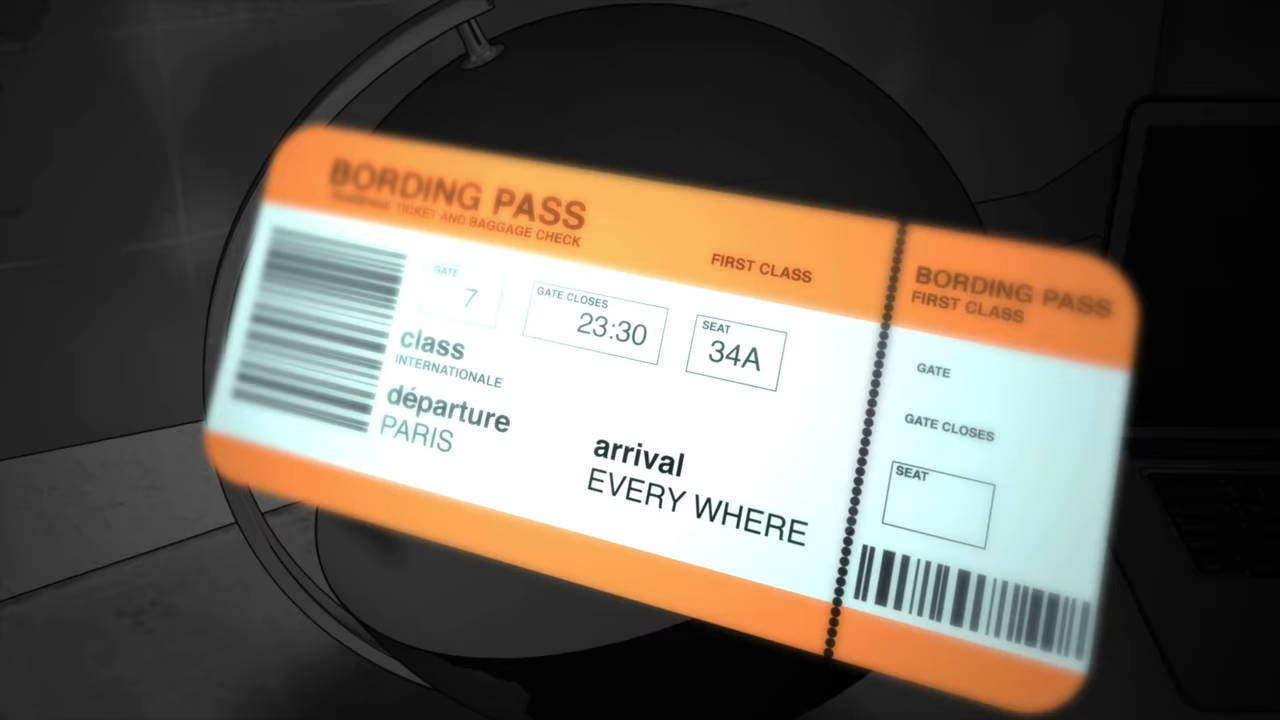 BORDING PASS
TICKET AND BAGGAGE CHECK
FIRST CLASS
GATE
7
GATE CLOSES
23:30
SEAT
34A
class
INTERNATIONALE
départure
PARIS
arrival
EVERY WHERE
BORDING PASS
FIRST CLASS
GATE
GATE CLOSES
SEAT